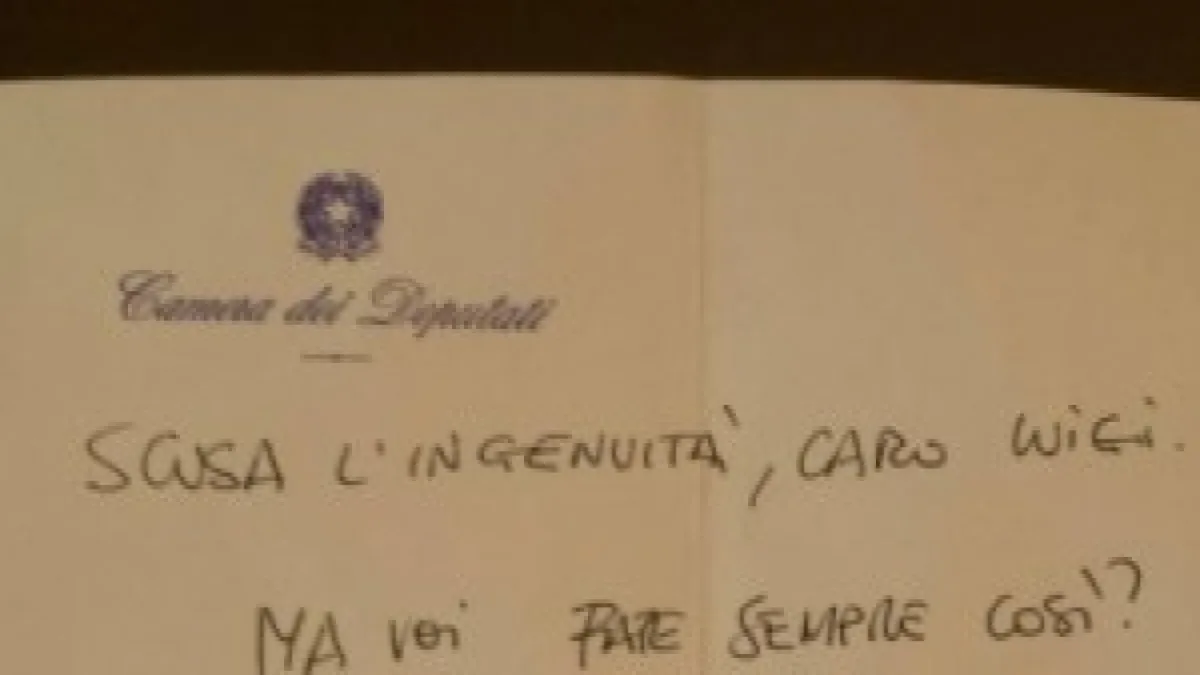 Camera dei Deputati
SCUSA L'INGENUITÀ, CARO LUIGI.
MA VOI FATE SEMPRE COSÌ?